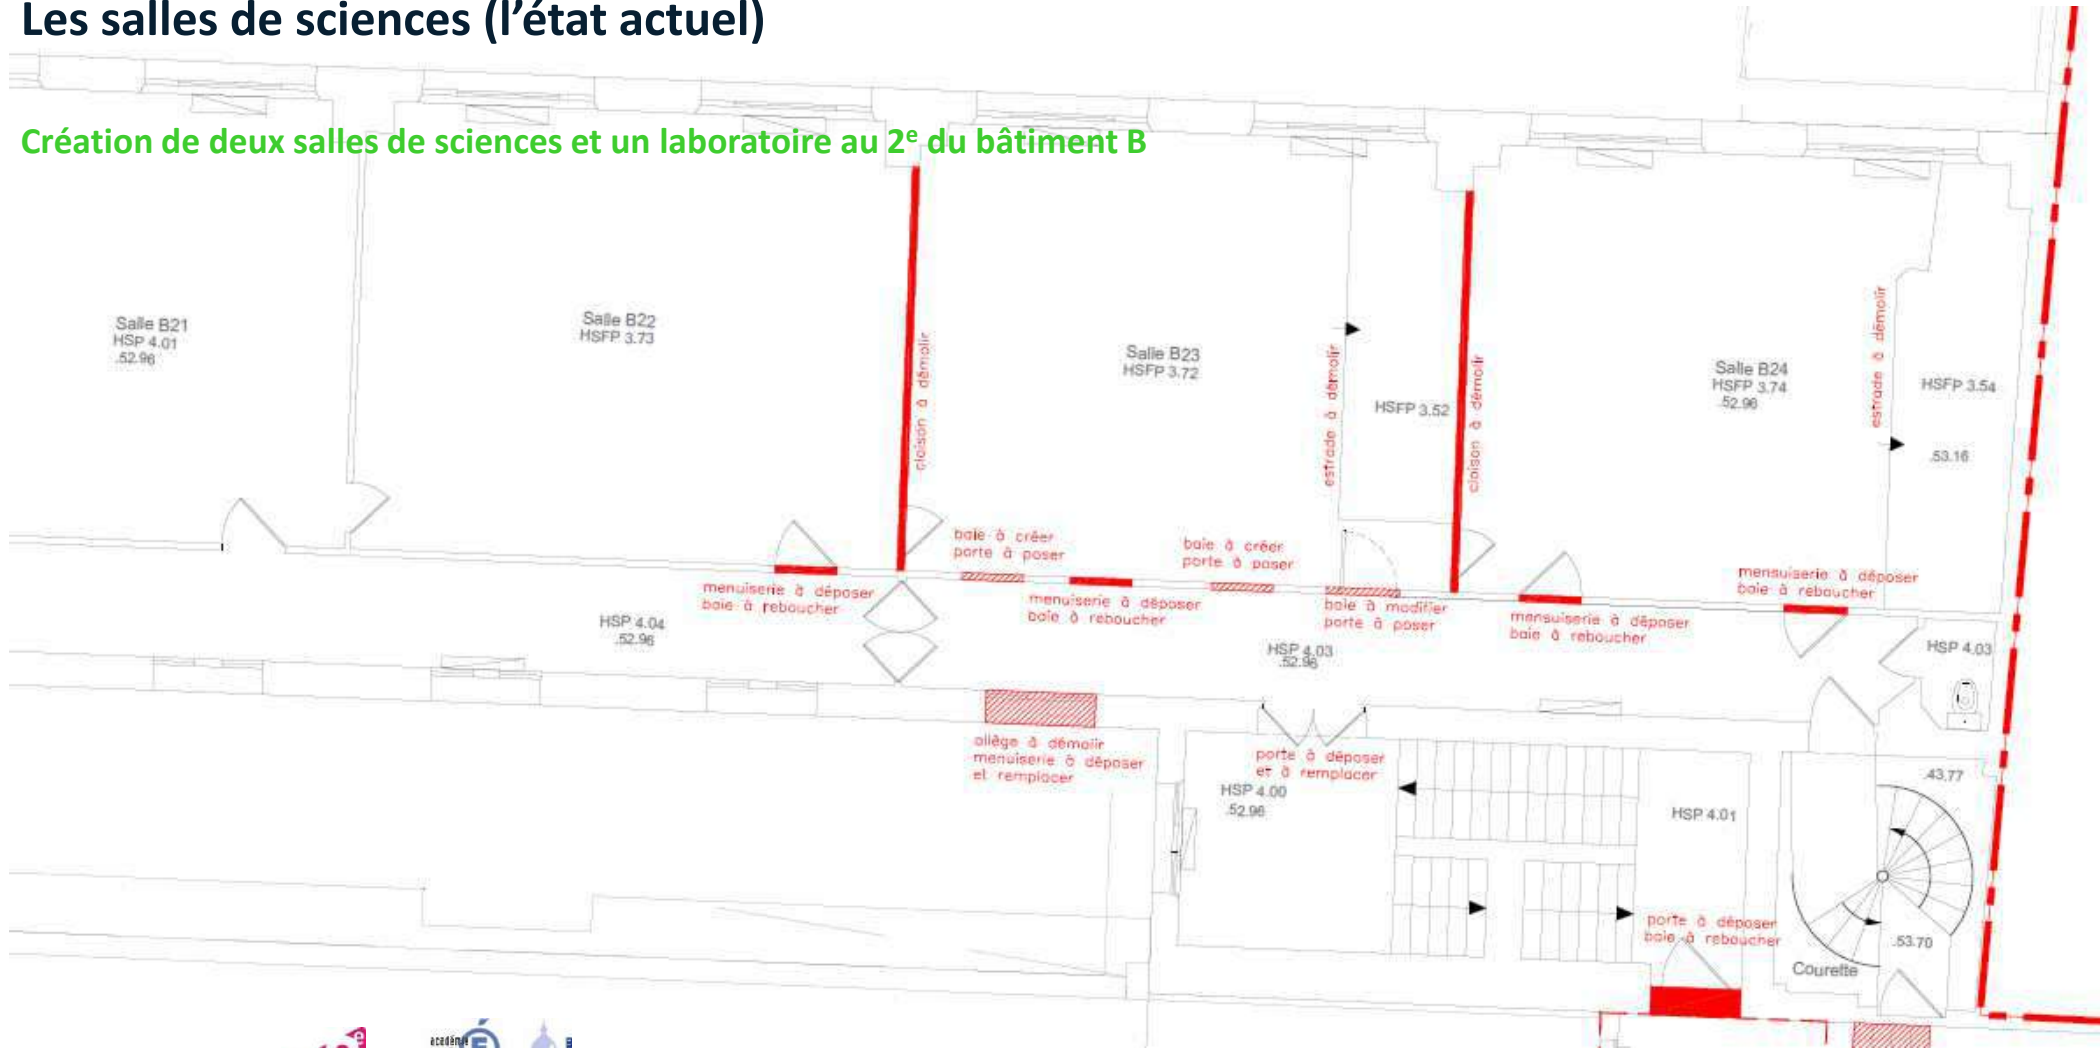 Les salles de sciences (l'état actuel)
Création de deux salles de sciences et un laboratoire au 2e du bâtiment B
Salle B21
HSP 4.01
.52.96
Salle B22
HSFP 3.73
cloison à démolir
Salle B23
HSFP 3.72
estrade à démolir
HSFP 3.52
cloison à démolir
Salle B24
HSFP 3.74
.52.96
estrade à démolir
HSFP 3.54
.53.16
baie à créer
porte à poser
baie à créer
porte à poser
menuiserie à déposer
baie à reboucher
menuiserie à déposer
baie à reboucher
baie à modifier
porte à poser
menuiserie à déposer
baie à reboucher
menuiserie à déposer
baie à reboucher
HSP 4.04
.52.96
HSP 4.03
.52.96
HSP 4.03
allège à démolir
menuiserie à déposer
et remplacer
porte à déposer
et à remplacer
HSP 4.00
.52.96
HSP 4.01
.43.77
porte à déposer
baie à reboucher
.53.70
Courette
académie